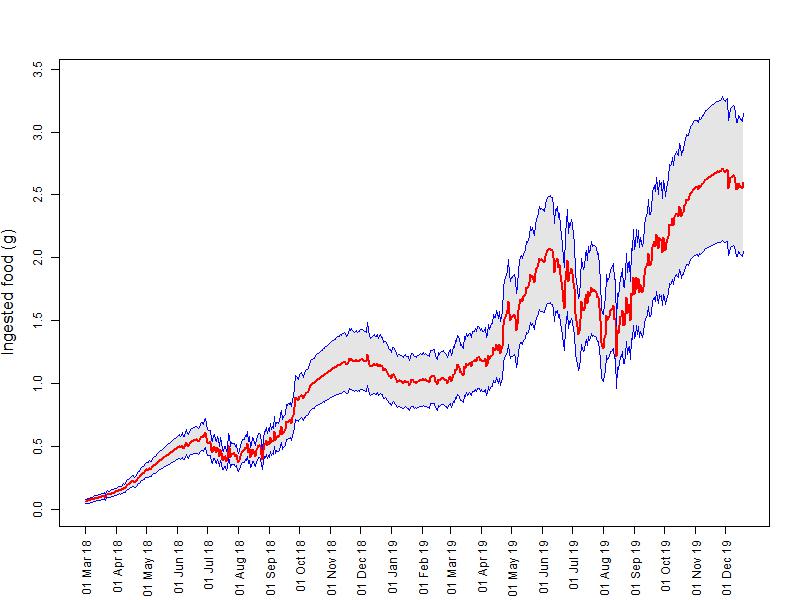 Ingested food (g)
3.5
3.0
2.5
2.0
1.5
1.0
0.5
0.0
01 Mar 18
01 Apr 18
01 May 18
01 Jun 18
01 Jul 18
01 Aug 18
01 Sep 18
01 Oct 18
01 Nov 18
01 Dec 18
01 Jan 19
01 Feb 19
01 Mar 19
01 Apr 19
01 May 19
01 Jun 19
01 Jul 19
01 Aug 19
01 Sep 19
01 Oct 19
01 Nov 19
01 Dec 19